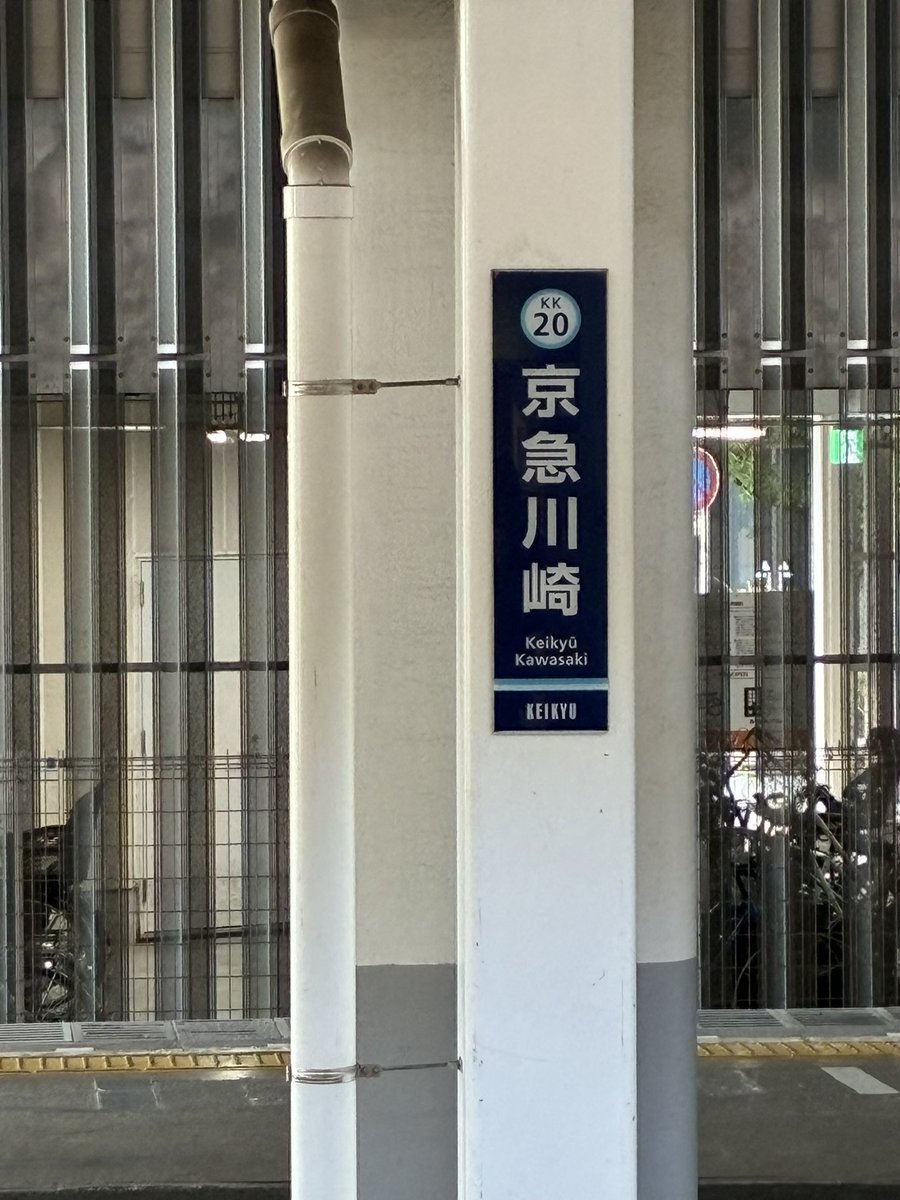 KK
20
京急川崎
Keikyū
Kawasaki
KEIKYU